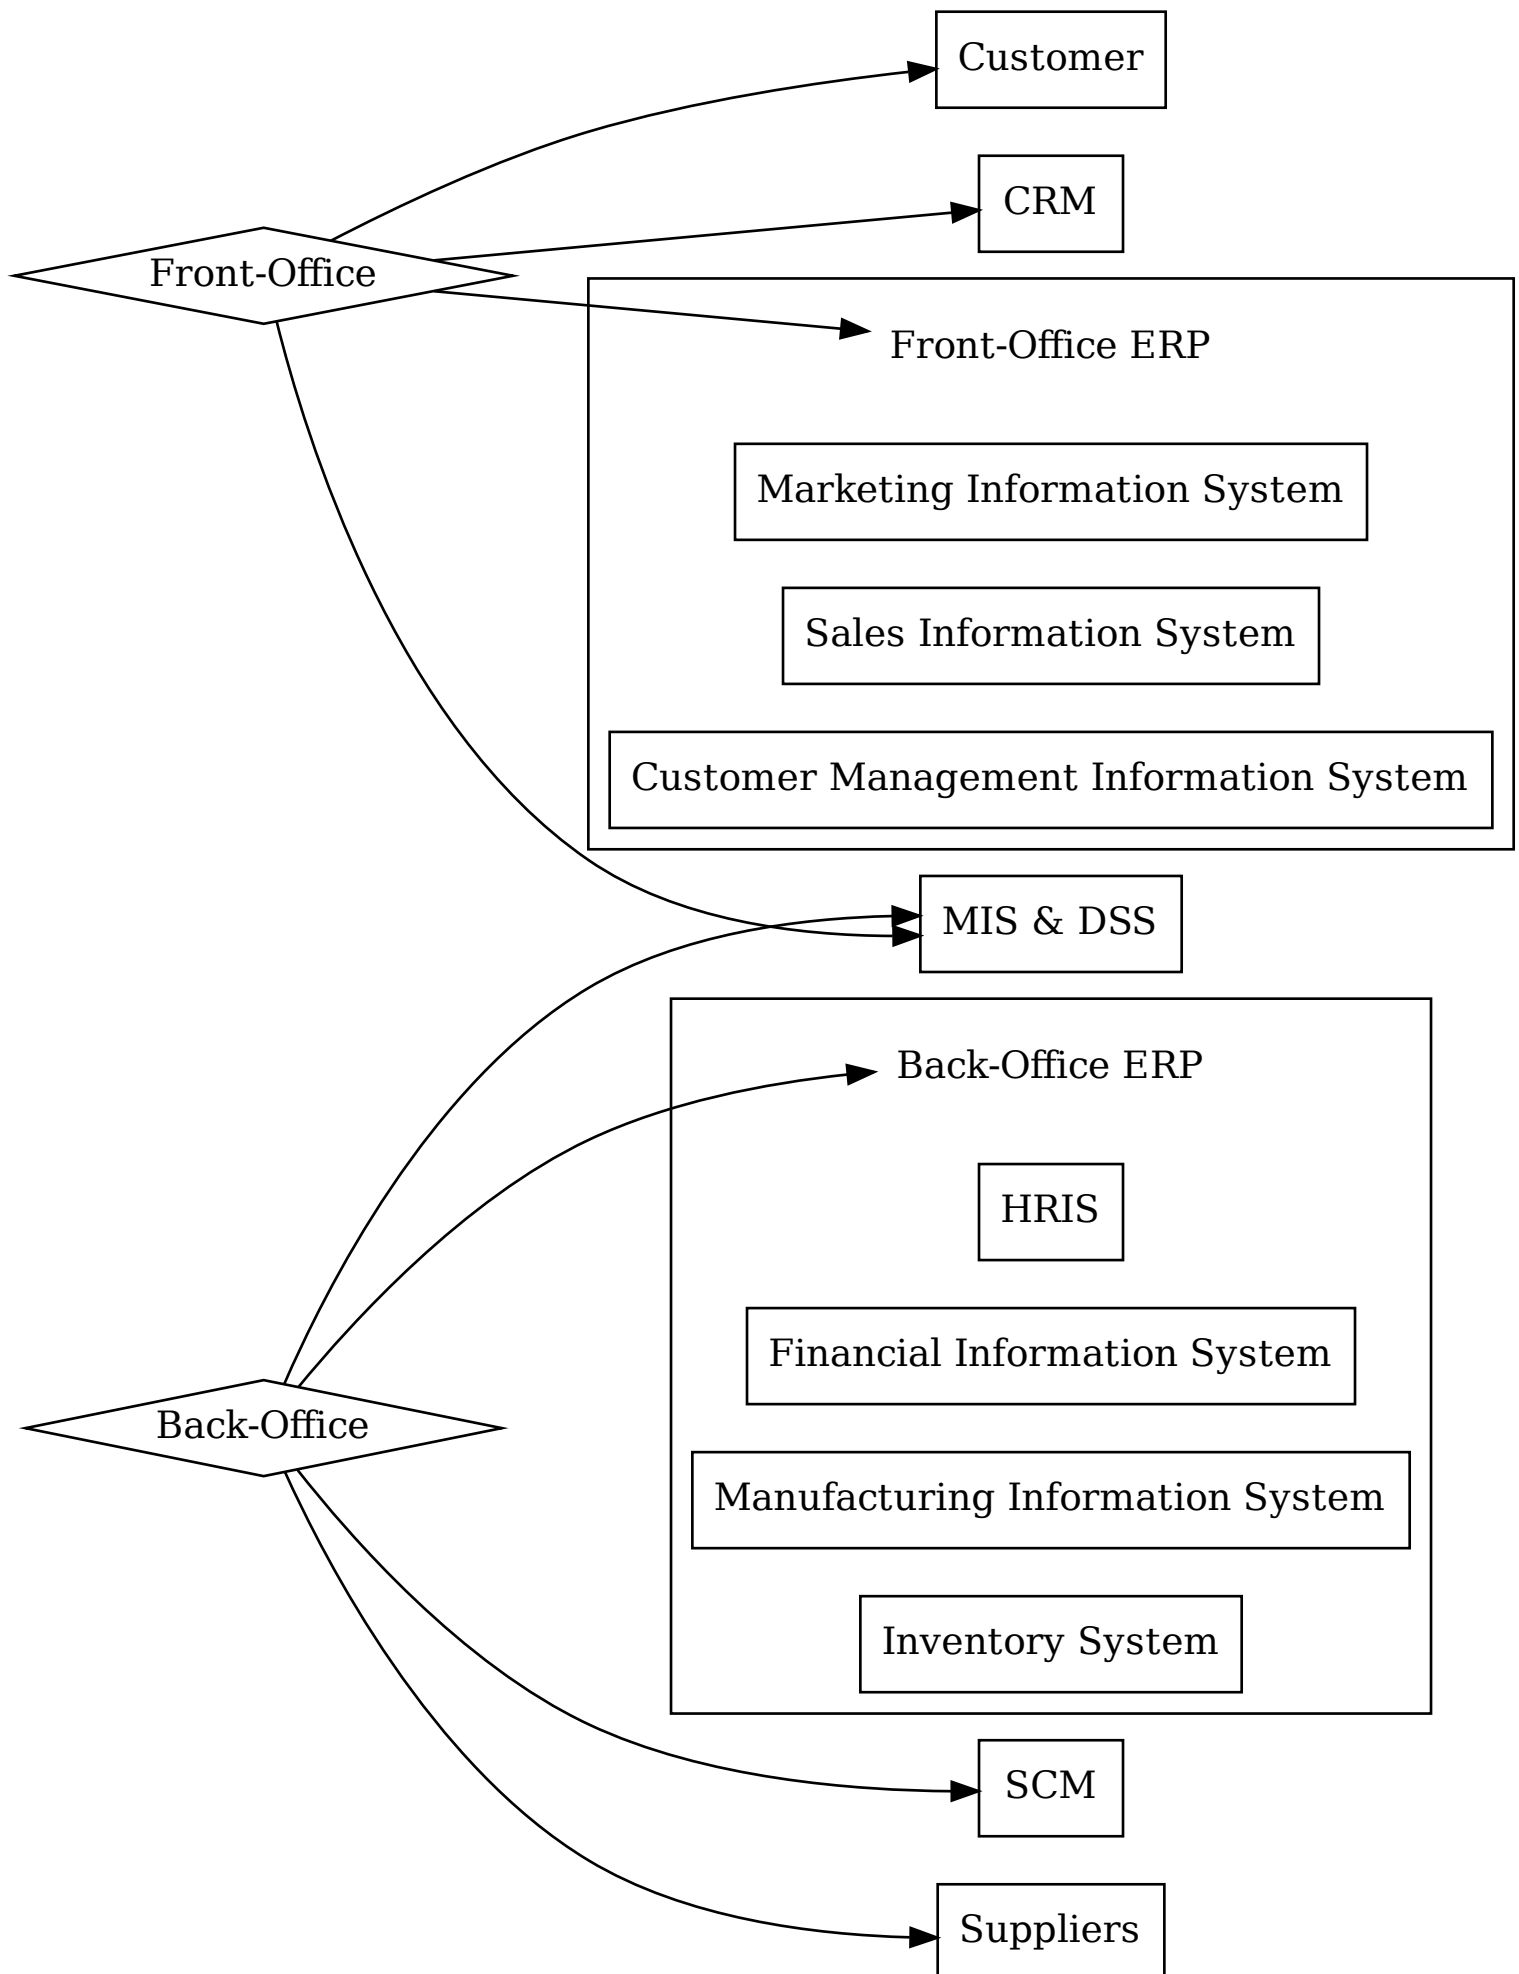 Customer
CRM
Front-Office
Front-Office ERP
Marketing Information System
Sales Information System
Customer Management Information System
MIS & DSS
Back-Office ERP
HRIS
Financial Information System
Back-Office
Manufacturing Information System
Inventory System
SCM
Suppliers